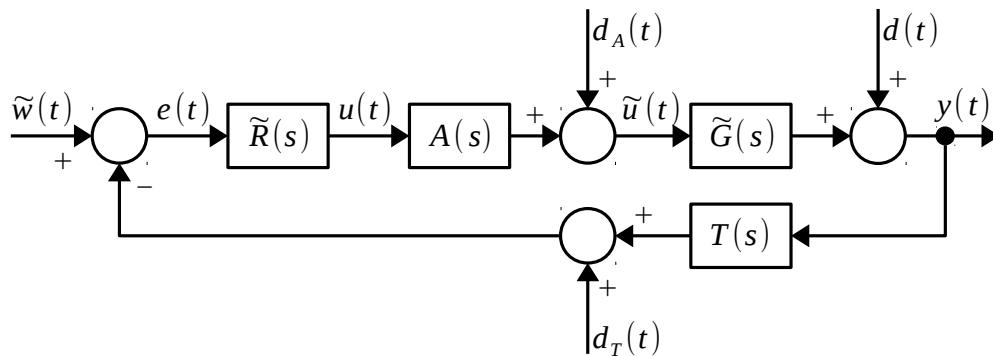 d_A(t)
d(t)
+
+
w̃(t)
e(t)
R̃(s)
u(t)
A(s)
+
ũ(t)
G̃(s)
+
y(t)
+
−
+
T(s)
+
d_T(t)